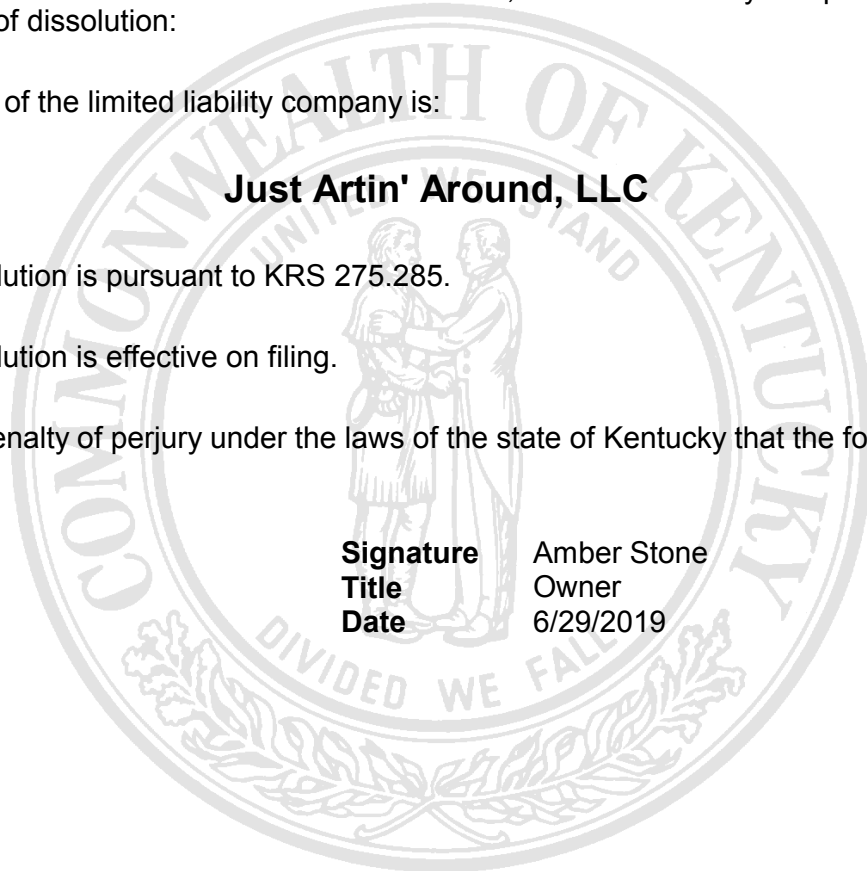 of dissolution:
of the limited liability company is:
Just Artin' Around, LLC
lution is pursuant to KRS 275.285.
lution is effective on filing.
enalty of perjury under the laws of the state of Kentucky that the fo
Signature Amber Stone
Title Owner
Date 6/29/2019
COMMONWEALTH OF KENTUCKY
UNITED WE STAND
DIVIDED WE FALL